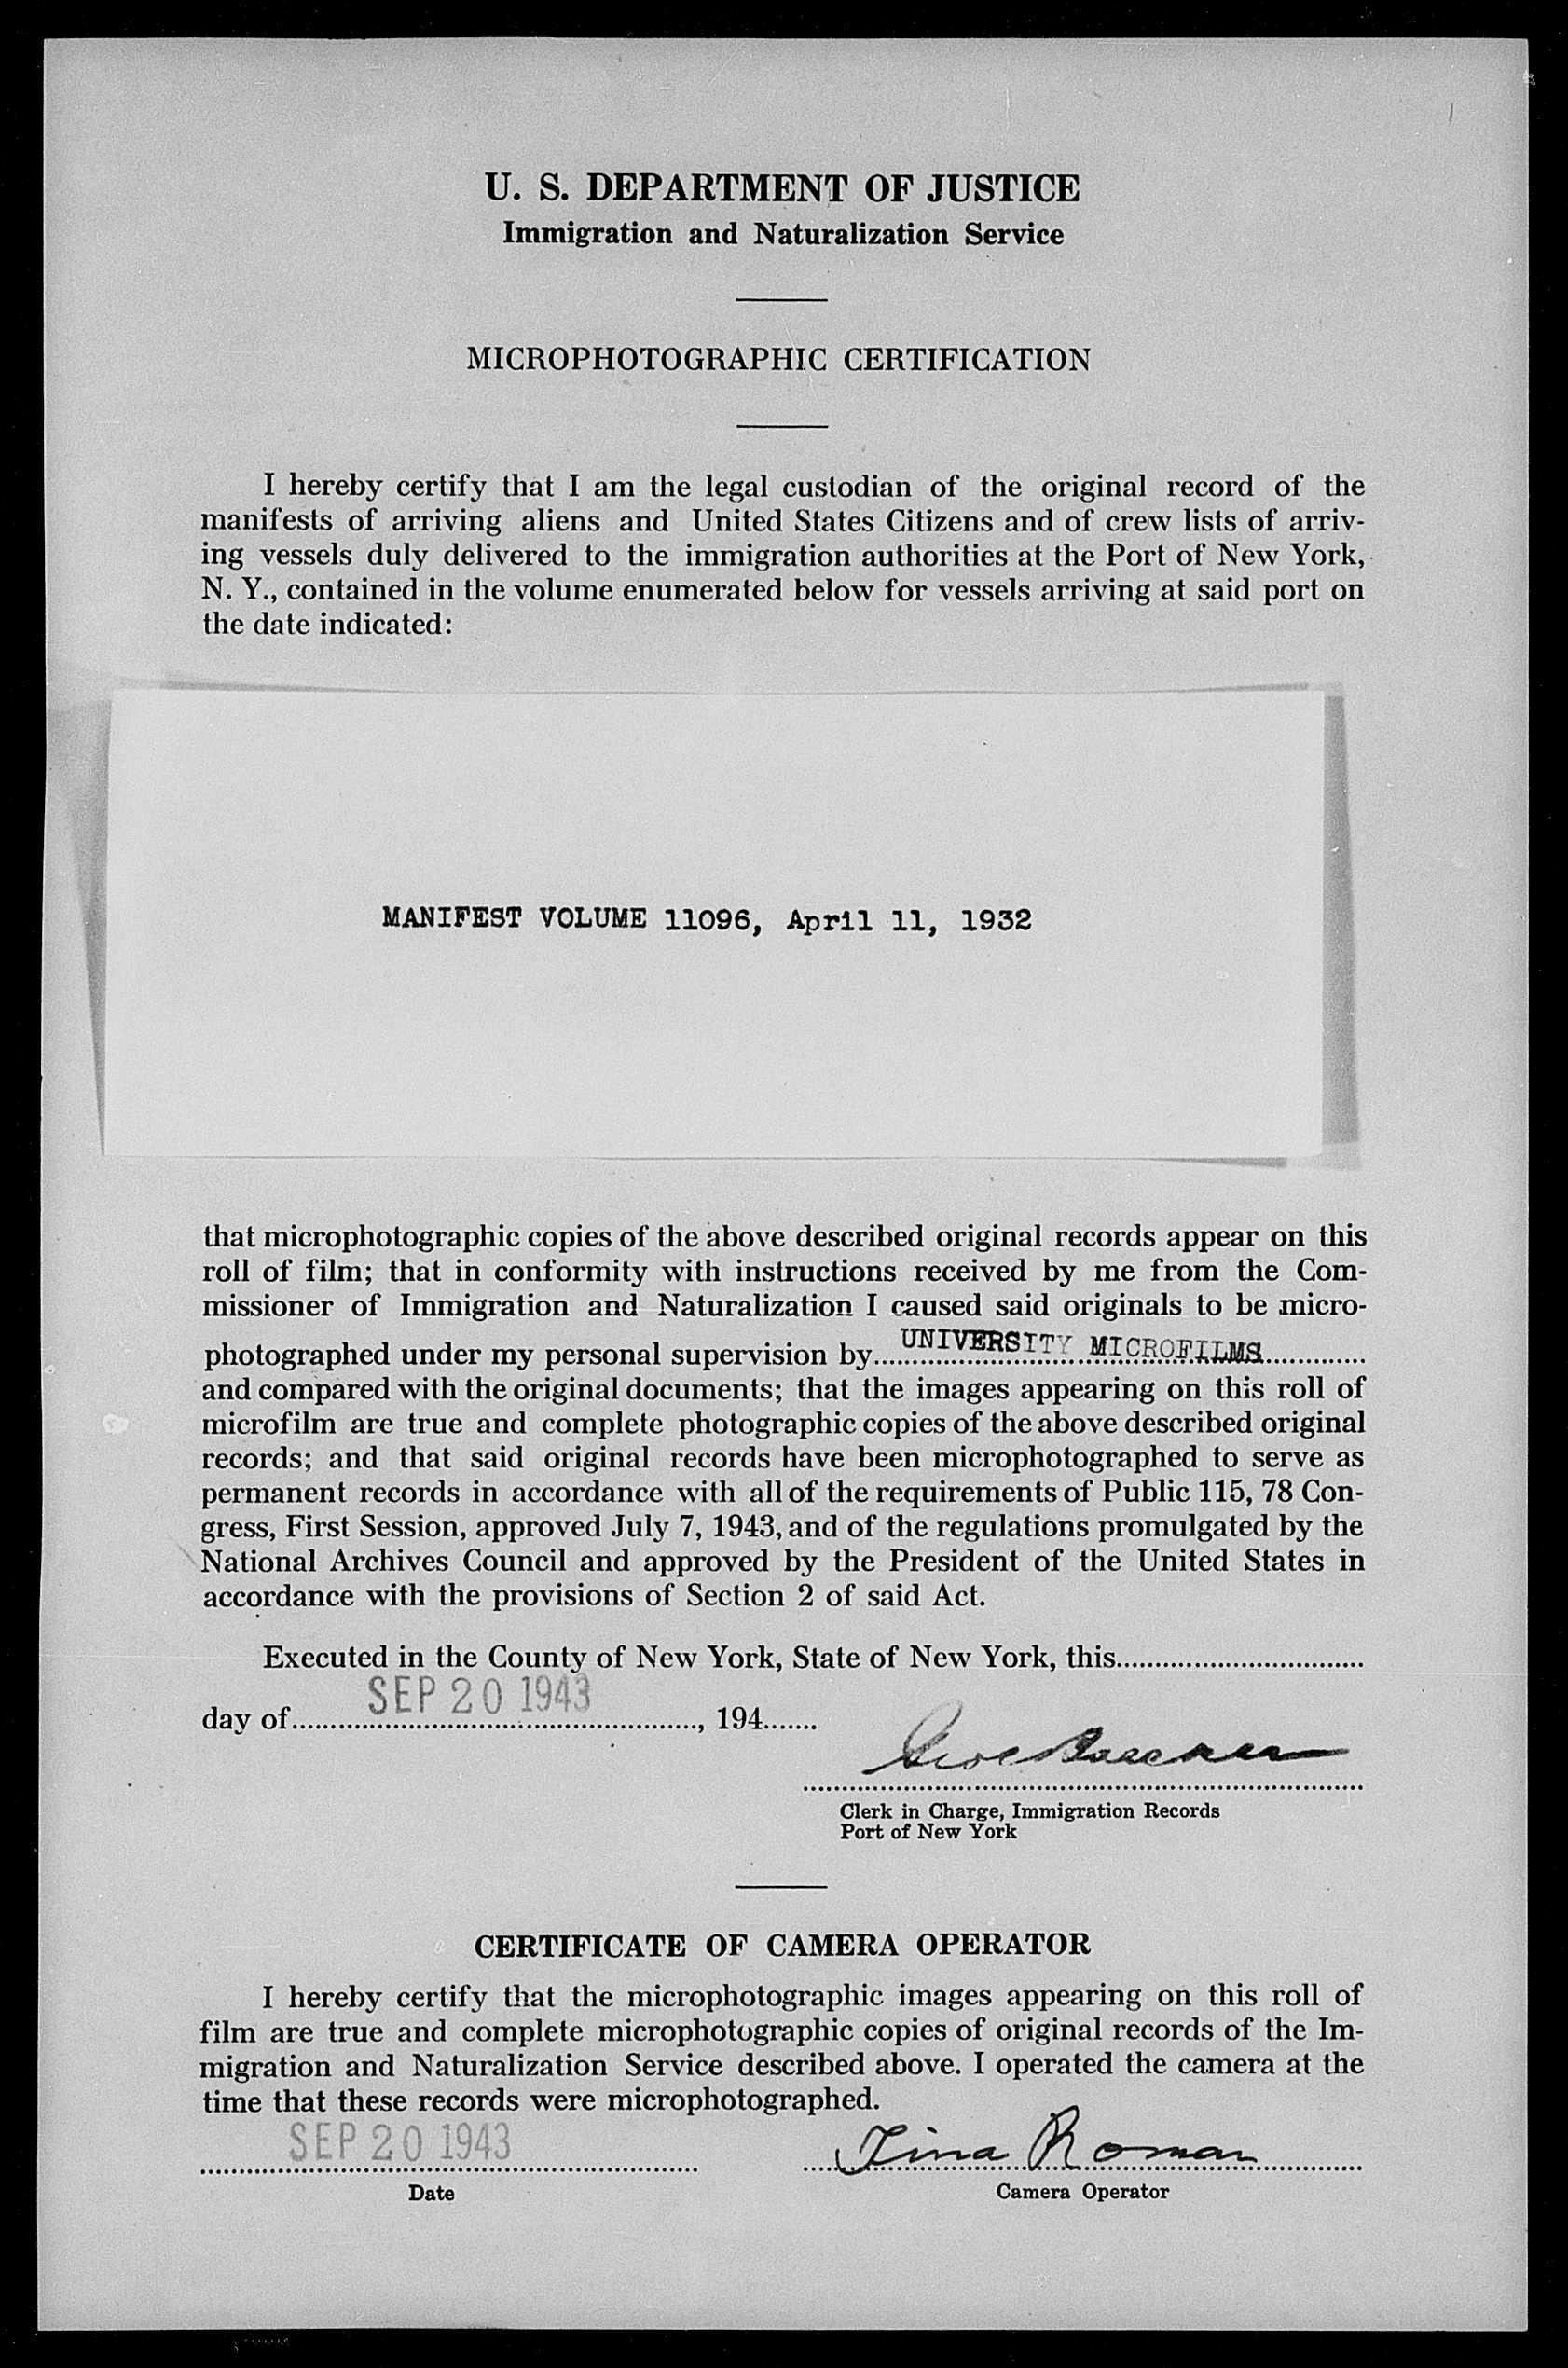 U. S. DEPARTMENT OF JUSTICE
Immigration and Naturalization Service
MICROPHOTOGRAPHIC CERTIFICATION
I hereby certify that I am the legal custodian of the original record of the
manifests of arriving aliens and United States Citizens and of crew lists of arriv-
ing vessels duly delivered to the immigration authorities at the Port of New York,
N. Y., contained in the volume enumerated below for vessels arriving at said port on
the date indicated:
MANIFEST VOLUME 11096, April 11, 1932
that microphotographic copies of the above described original records appear on this
roll of film; that in conformity with instructions received by me from the Com-
missioner of Immigration and Naturalization I caused said originals to be micro-
photographed under my personal supervision by UNIVERSITY MICROFILMS
and compared with the original documents; that the images appearing on this roll of
microfilm are true and complete photographic copies of the above described original
records; and that said original records have been microphotographed to serve as
permanent records in accordance with all of the requirements of Public 115, 78 Con-
gress, First Session, approved July 7, 1943, and of the regulations promulgated by the
National Archives Council and approved by the President of the United States in
accordance with the provisions of Section 2 of said Act.
Executed in the County of New York, State of New York, this
day of SEP 20 1943, 194
Clerk in Charge, Immigration Records
Port of New York
CERTIFICATE OF CAMERA OPERATOR
I hereby certify that the microphotographic images appearing on this roll of
film are true and complete microphotographic copies of original records of the Im-
migration and Naturalization Service described above. I operated the camera at the
time that these records were microphotographed.
SEP 20 1943 Tina Roman
Date Camera Operator